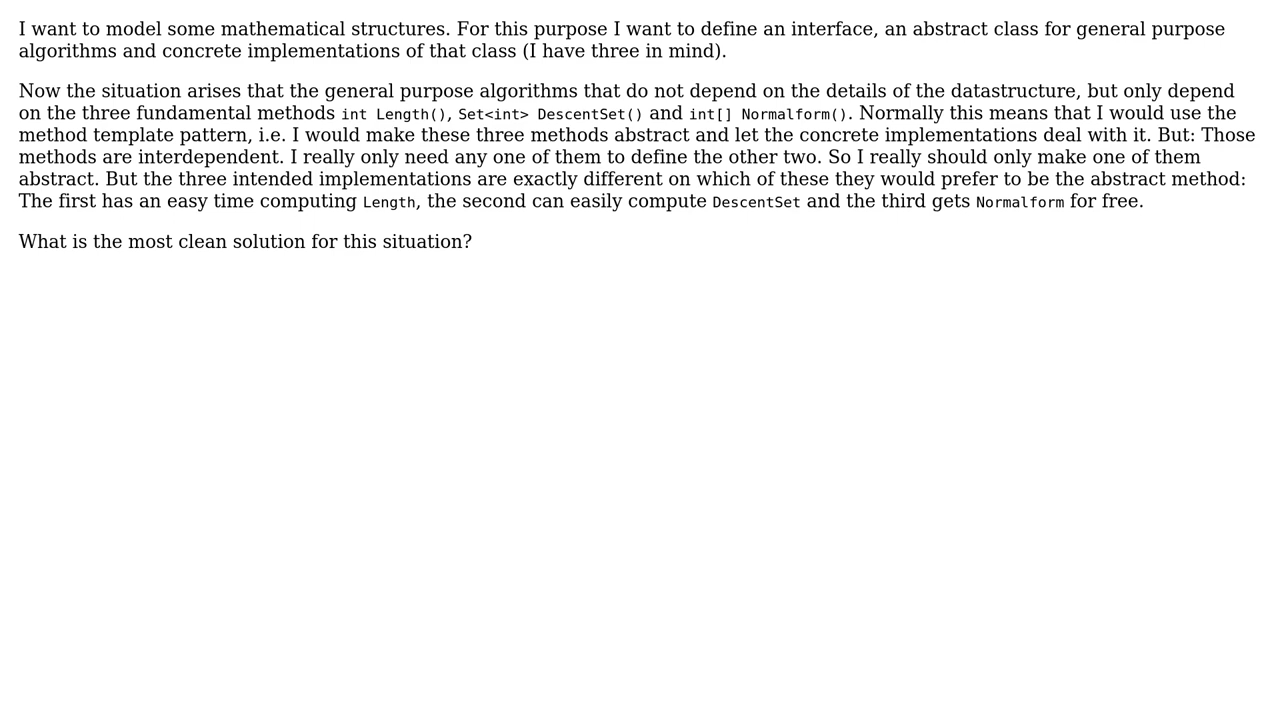 I want to model some mathematical structures. For this purpose I want to define an interface, an abstract class for general purpose
algorithms and concrete implementations of that class (I have three in mind).
Now the situation arises that the general purpose algorithms that do not depend on the details of the datastructure, but only depend
on the three fundamental methods int Length(), Set<int> DescentSet() and int[] Normalform(). Normally this means that I would use the
method template pattern, i.e. I would make these three methods abstract and let the concrete implementations deal with it. But: Those
methods are interdependent. I really only need any one of them to define the other two. So I really should only make one of them
abstract. But the three intended implementations are exactly different on which of these they would prefer to be the abstract method:
The first has an easy time computing Length, the second can easily compute DescentSet and the third gets Normalform for free.
What is the most clean solution for this situation?